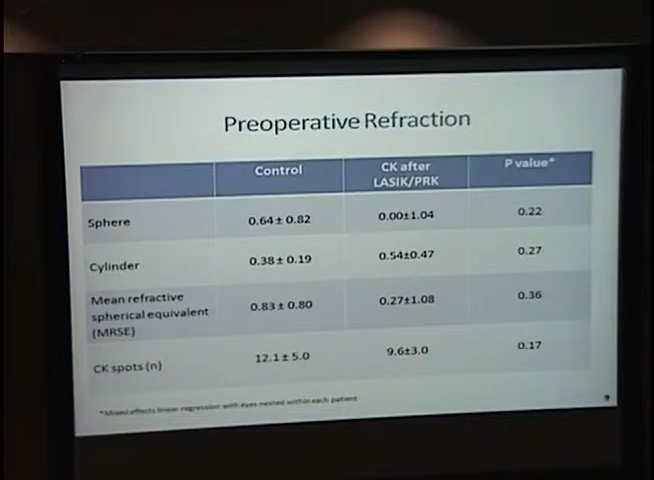 Preoperative Refraction
Control CK after LASIK/PRK P value*
Sphere 0.64 ± 0.82 0.00±1.04 0.22
Cylinder 0.38 ± 0.19 0.54±0.47 0.27
Mean refractive spherical equivalent (MRSE) 0.83 ± 0.80 0.27±1.08 0.36
CK spots (n) 12.1 ± 5.0 9.6±3.0 0.17
*Mixed effects linear regression with eyes nested within each patient
9